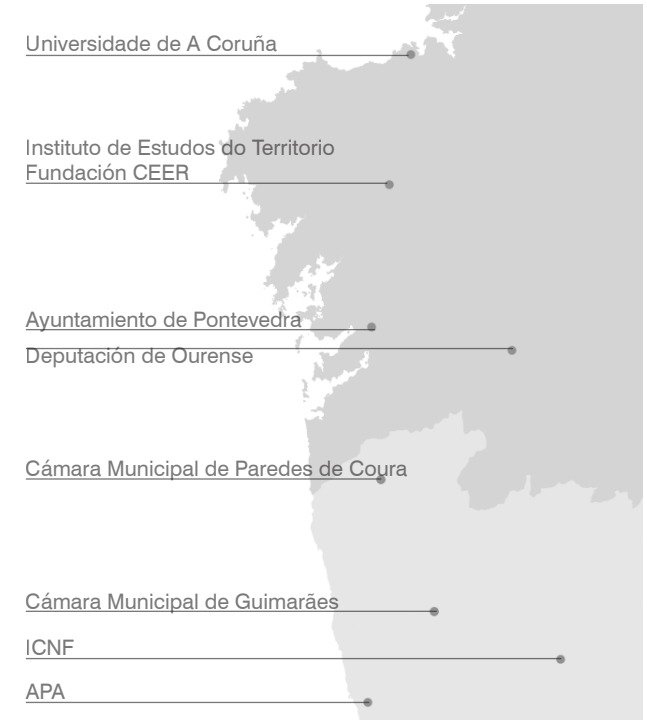 Universidade de A Coruña
Instituto de Estudos do Territorio
Fundación CEER
Ayuntamiento de Pontevedra
Deputación de Ourense
Cámara Municipal de Paredes de Coura
Cámara Municipal de Guimarães
ICNF
APA